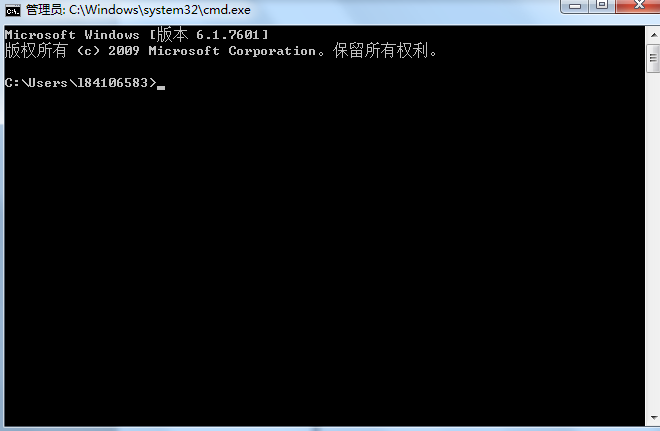 管理员: C:\Windows\system32\cmd.exe
Microsoft Windows [版本 6.1.7601]
版权所有 (c) 2009 Microsoft Corporation。保留所有权利。
C:\Users\l84106583>